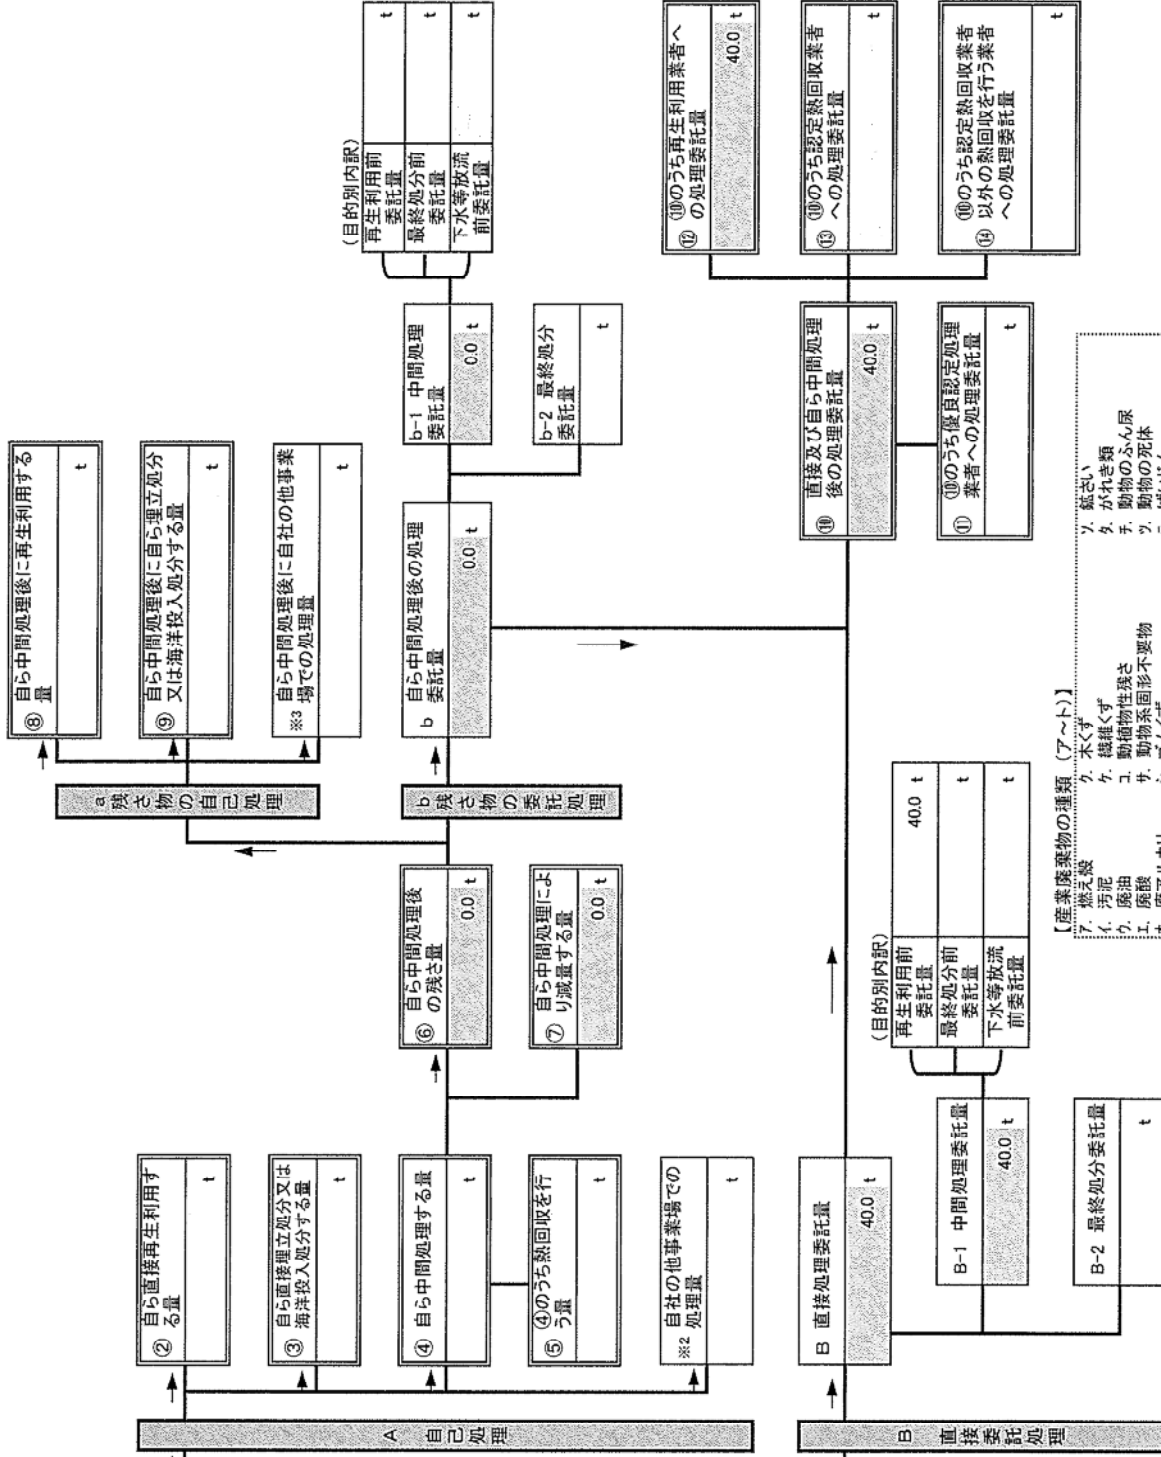 A 自己処理
② 自ら直接再生利用す
る量
t
③ 自ら直接埋立処分又は
海洋投入処分する量
t
④ 自ら中間処理する量
t
⑤ ④のうち熱回収を行
う量
t
※2 自社の他事業場での
処理量
t
⑥ 自ら中間処理後
の残さ量
0.0 t
⑦ 自ら中間処理によ
り減量する量
0.0 t
a 残さ物の自己処理
⑧ 自ら中間処理後に再生利用する
量
t
⑨ 自ら中間処理後に自ら埋立処分
又は海洋投入処分する量
t
※3 自ら中間処理後に自社の他事業
場での処理量
t
b 残さ物の委託処理
b 自ら中間処理後の処理
委託量
0.0 t
b-1 中間処理
委託量
0.0 t
b-2 最終処分
委託量
t
(目的別内訳)
再生利用前
委託量
t
最終処分前
委託量
t
下水等放流
前委託量
t
B 直接委託処理
B 直接処理委託量
40.0 t
B-1 中間処理委託量
40.0 t
B-2 最終処分委託量
t
(目的別内訳)
再生利用前
委託量
40.0 t
最終処分前
委託量
t
下水等放流
前委託量
t
⑩ 直接及び自ら中間処理
後の処理委託量
40.0 t
⑪ ⑩のうち優良認定処理
業者への処理委託量
t
⑫ ⑩のうち再生利用業者へ
の処理委託量
40.0 t
⑬ ⑩のうち認定熱回収業者
への処理委託量
t
⑭ ⑩のうち認定熱回収業者
以外の熱回収を行う業者
への処理委託量
t
【産業廃棄物の種類(ア～ト)】
ア. 燃え殻 ク. 木くず ソ. 鉱さい
イ. 汚泥 ケ. 繊維くず タ. がれき類
ウ. 廃油 コ. 動植物性残さ チ. 動物のふん尿
エ. 廃酸 サ. 動物系固形不要物 ツ. 動物の死体